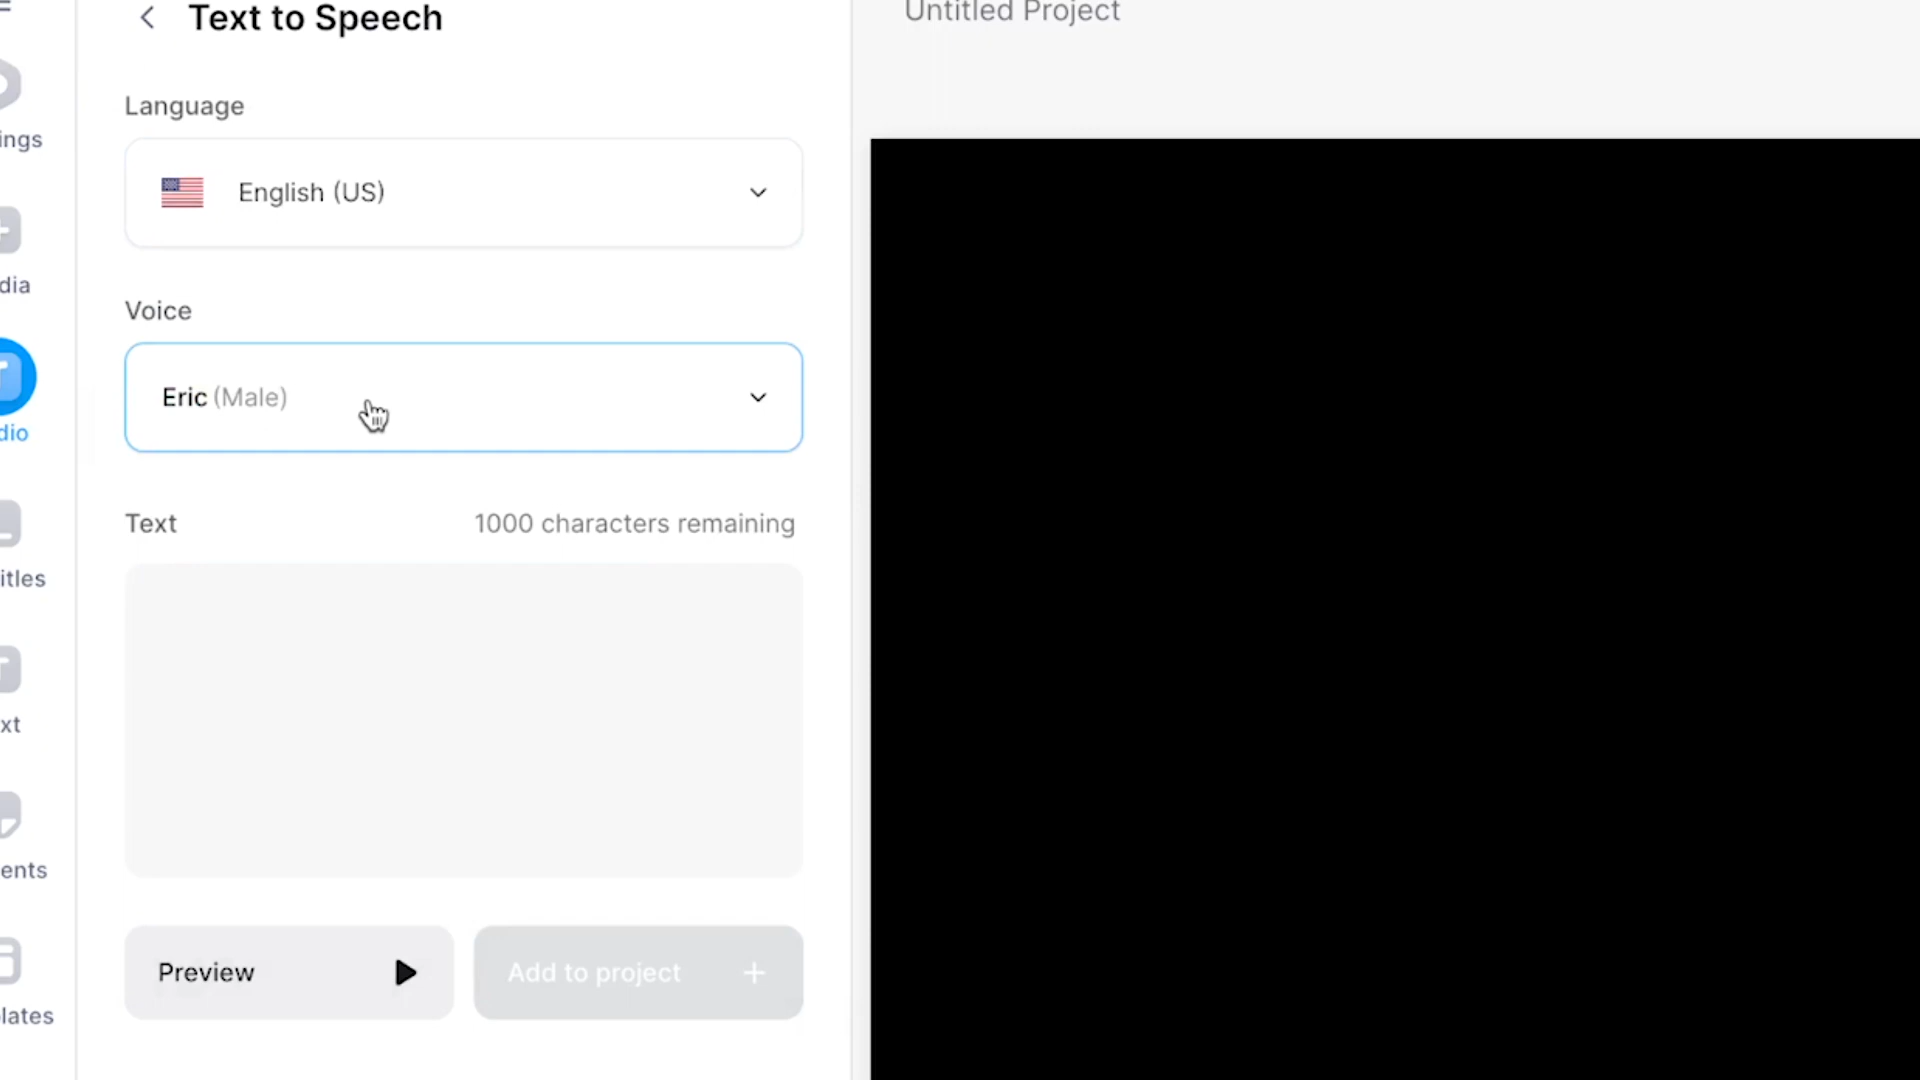 Text to Speech
Untitled Project
Language
English (US)
Voice
Eric (Male)
Text
1000 characters remaining
Preview
Add to project
ings
dia
dio
itles
xt
ents
lates